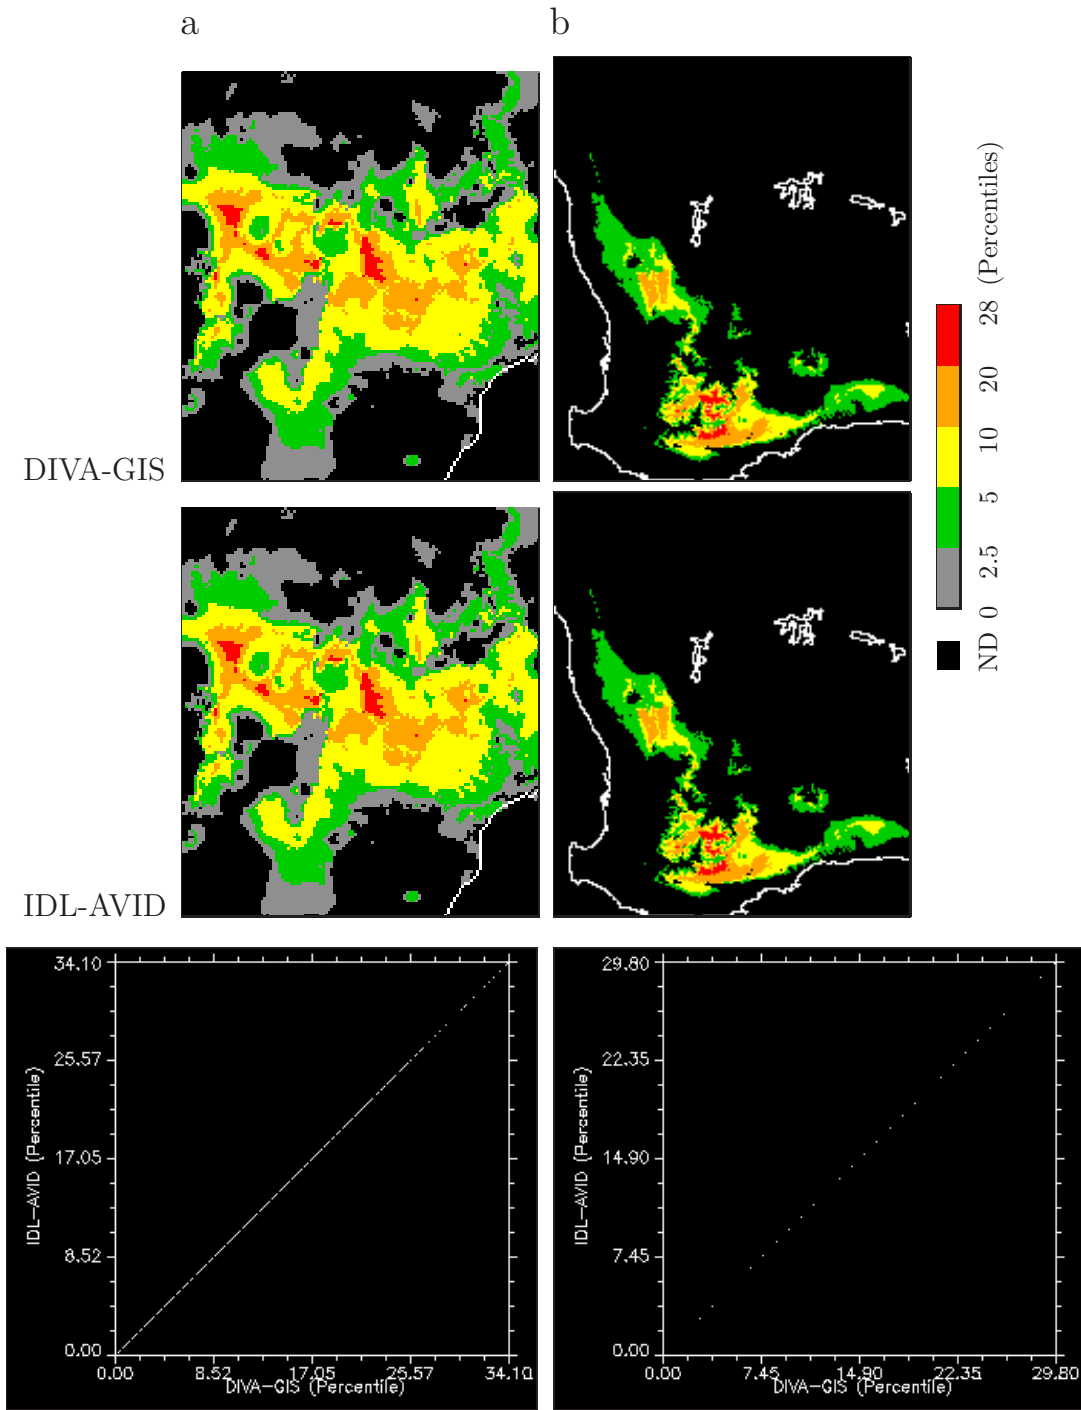 a
b
DIVA-GIS
IDL-AVID
ND 0 2.5 5 10 20 28 (Percentiles)
34.10
25.57
17.05
8.52
0.00
IDL-AVID (Percentile)
0.00 8.52 17.05 25.57 34.10
DIVA-GIS (Percentile)
29.80
22.35
14.90
7.45
0.00
IDL-AVID (Percentile)
0.00 7.45 14.90 22.35 29.80
DIVA-GIS (Percentile)